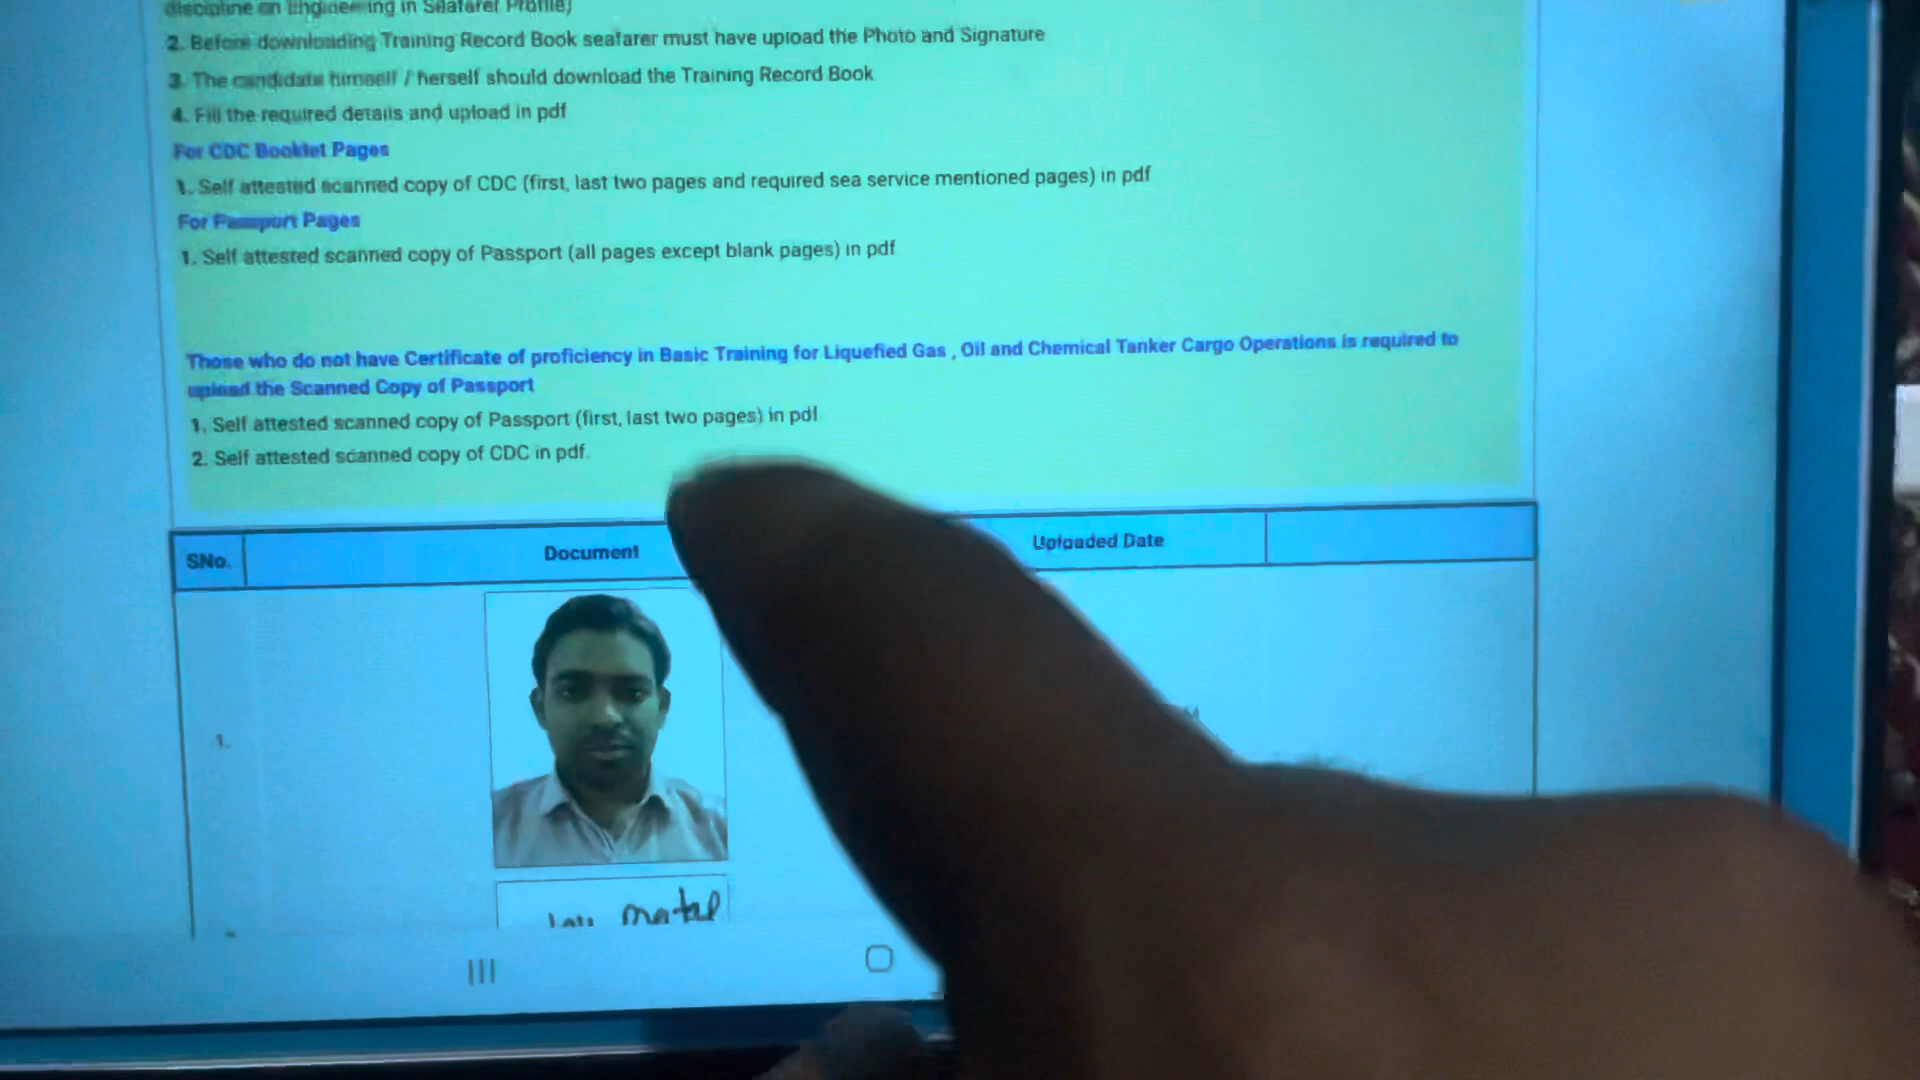 discipline on Engineering in Seafarer Profile)
2. Before downloading Training Record Book seafarer must have upload the Photo and Signature
3. The candidate himself / herself should download the Training Record Book
4. Fill the required details and upload in pdf
For CDC Booklet Pages
1. Self attested scanned copy of CDC (first, last two pages and required sea service mentioned pages) in pdf
For Passport Pages
1. Self attested scanned copy of Passport (all pages except blank pages) in pdf
Those who do not have Certificate of proficiency in Basic Training for Liquefied Gas , Oil and Chemical Tanker Cargo Operations is required to
upload the Scanned Copy of Passport
1. Self attested scanned copy of Passport (first, last two pages) in pdf
2. Self attested scanned copy of CDC in pdf.
SNo. Document Uploaded Date
1.